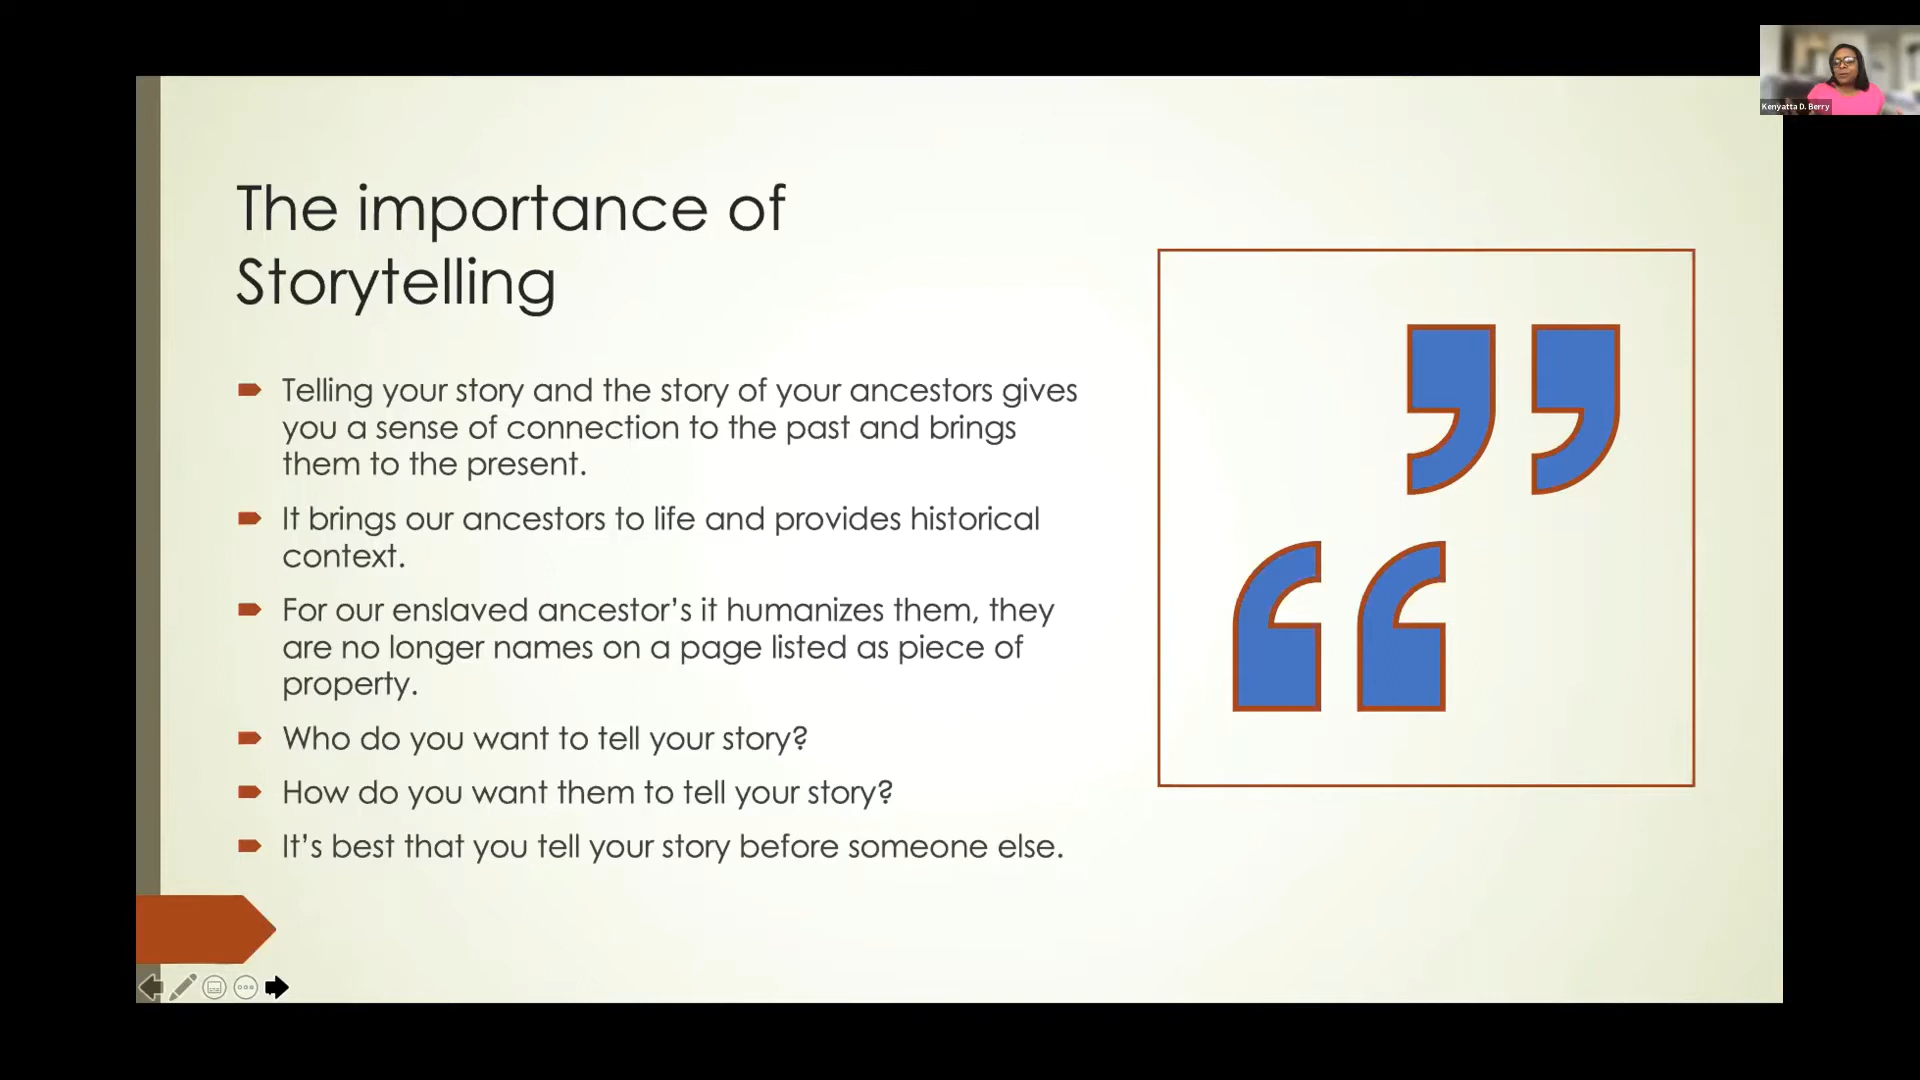 Kenyatta D. Berry
The importance of
Storytelling
Telling your story and the story of your ancestors gives
you a sense of connection to the past and brings
them to the present.
It brings our ancestors to life and provides historical
context.
For our enslaved ancestor’s it humanizes them, they
are no longer names on a page listed as piece of
property.
Who do you want to tell your story?
How do you want them to tell your story?
It’s best that you tell your story before someone else.